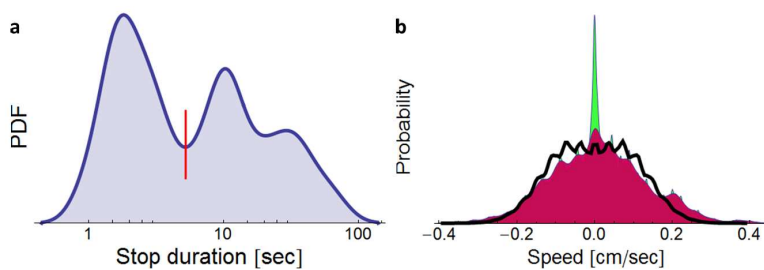 a
PDF
1 10 100
Stop duration [sec]
b
Probability
−0.4 −0.2 0.0 0.2 0.4
Speed [cm/sec]